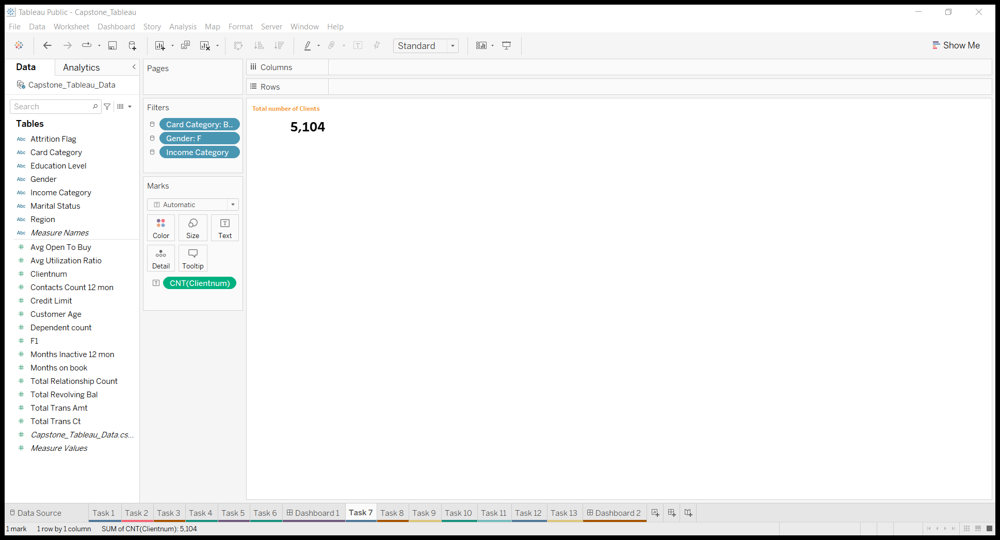 Tableau Public - Capstone_Tableau
File Data Worksheet Dashboard Story Analysis Map Format Server Window Help
Standard
Show Me
Data Analytics
Capstone_Tableau_Data
Search
Tables
Abc Attrition Flag
Abc Card Category
Abc Education Level
Abc Gender
Abc Income Category
Abc Marital Status
Abc Region
Abc Measure Names
Avg Open To Buy
Avg Utilization Ratio
Clientnum
Contacts Count 12 mon
Credit Limit
Customer Age
Dependent count
F1
Months Inactive 12 mon
Months on book
Total Relationship Count
Total Revolving Bal
Total Trans Amt
Total Trans Ct
Capstone_Tableau_Data.cs...
Measure Values
Pages
Filters
Card Category: B..
Gender: F
Income Category
Marks
Automatic
Color Size Text
Detail Tooltip
CNT(Clientnum)
Columns
Rows
Total number of Clients
5,104
Data Source Task 1 Task 2 Task 3 Task 4 Task 5 Task 6 Dashboard 1 Task 7 Task 8 Task 9 Task 10 Task 11 Task 12 Task 13 Dashboard 2
1 mark 1 row by 1 column SUM of CNT(Clientnum): 5,104